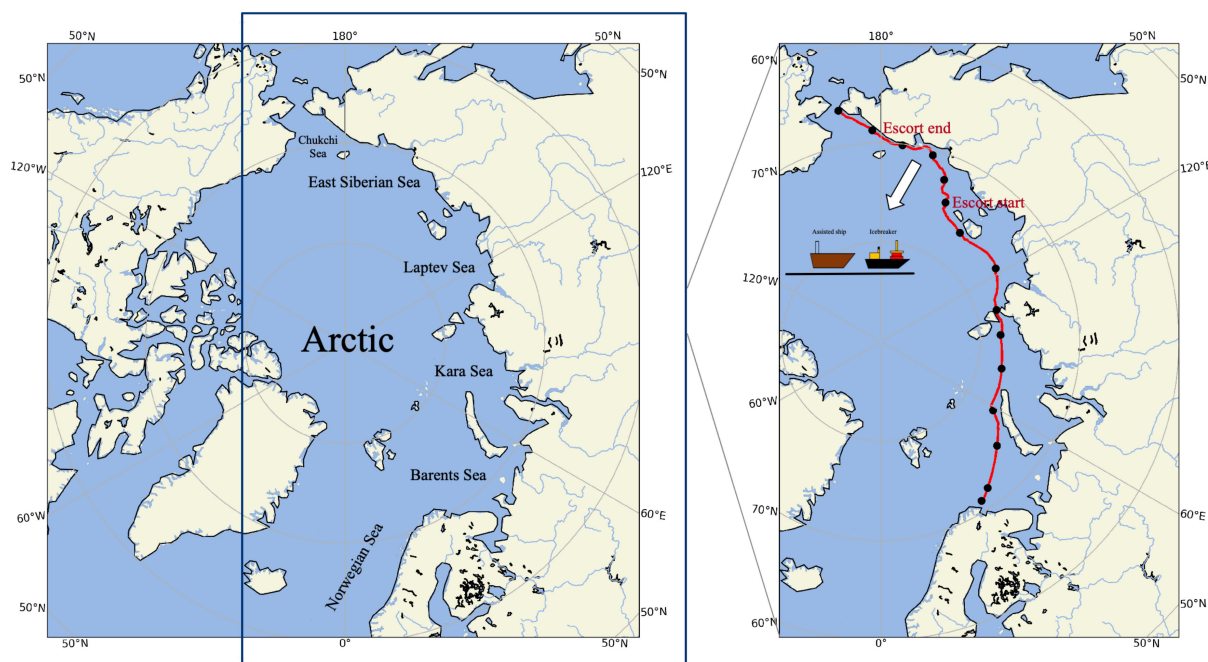 50°N
180°
50°N
50°N
50°N
120°W
120°E
Chukchi
Sea
East Siberian Sea
Laptev Sea
Arctic
Kara Sea
Barents Sea
Norwegian Sea
60°N
60°E
50°N
50°N
50°N
0°
50°N
180°
50°N
60°N
50°N
Escort end
70°N
120°E
Escort start
Assisted ship
Icebreaker
120°W
60°N
70°N
60°E
50°N
60°N
0°
50°N